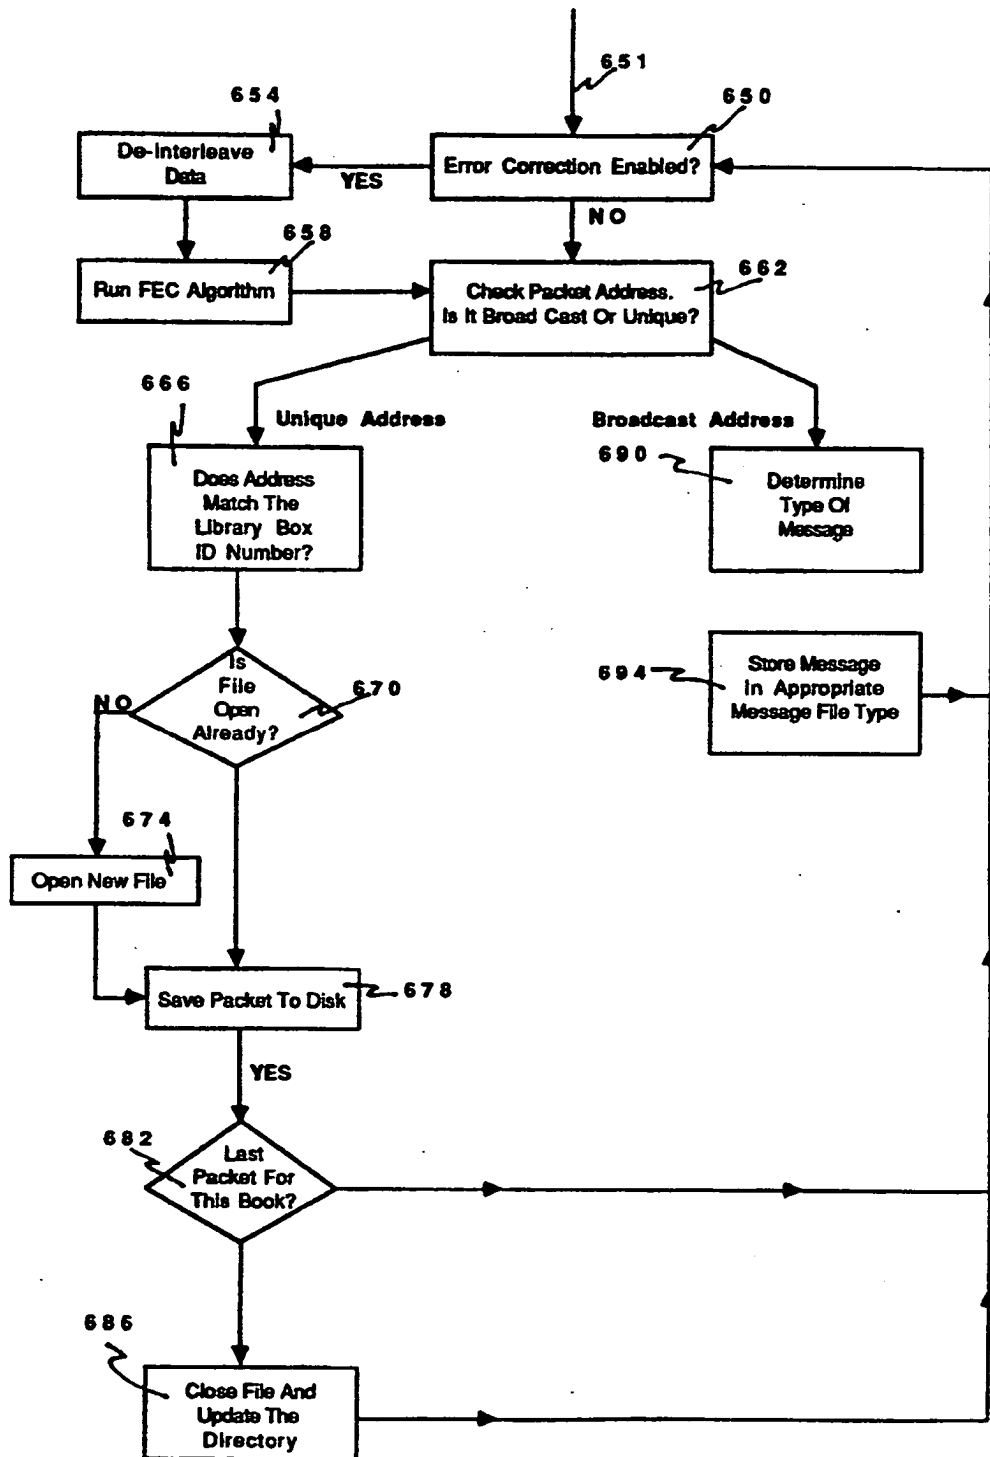 651
654
650
De-Interleave
Data
YES
Error Correction Enabled?
NO
658
662
Run FEC Algorithm
Check Packet Address.
Is It Broad Cast Or Unique?
666
Unique Address
Broadcast Address
690
Does Address
Match The
Library Box
ID Number?
Determine
Type Of
Message
Is
File
Open
Already?
670
NO
694
Store Message
In Appropriate
Message File Type
674
Open New File
Save Packet To Disk
678
YES
682
Last
Packet For
This Book?
686
Close File And
Update The
Directory